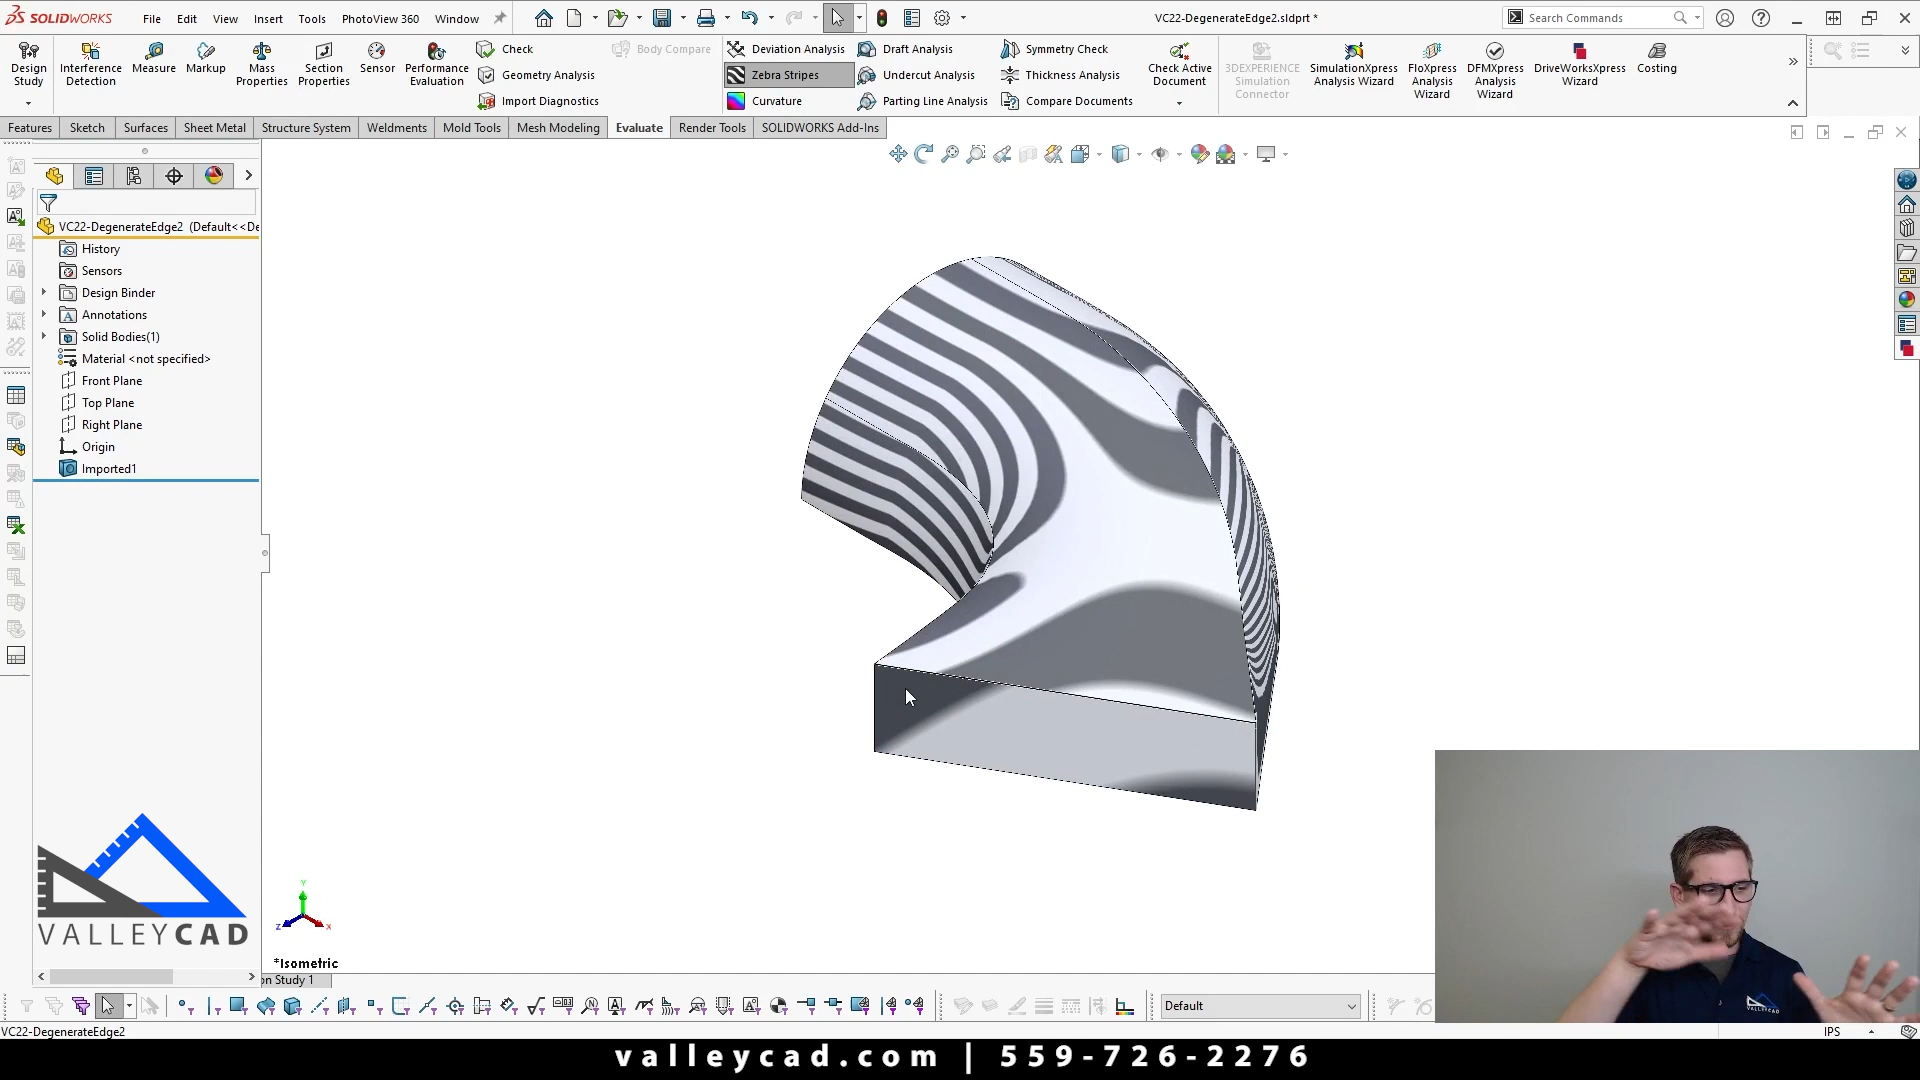 SOLIDWORKS
File Edit View Insert Tools PhotoView 360 Window
VC22-DegenerateEdge2.sldprt *
Search Commands
Design Study
Interference Detection
Measure
Markup
Mass Properties
Section Properties
Sensor
Performance Evaluation
Check
Geometry Analysis
Import Diagnostics
Body Compare
Deviation Analysis
Zebra Stripes
Curvature
Draft Analysis
Undercut Analysis
Parting Line Analysis
Symmetry Check
Thickness Analysis
Compare Documents
Check Active Document
3DEXPERIENCE Simulation Connector
SimulationXpress Analysis Wizard
FloXpress Analysis Wizard
DFMXpress Analysis Wizard
DriveWorksXpress Wizard
Costing
Features Sketch Surfaces Sheet Metal Structure System Weldments Mold Tools Mesh Modeling Evaluate Render Tools SOLIDWORKS Add-Ins
VC22-DegenerateEdge2 (Default<<De
History
Sensors
Design Binder
Annotations
Solid Bodies(1)
Material <not specified>
Front Plane
Top Plane
Right Plane
Origin
Imported1
VALLEYCAD
Y
Z
X
*Isometric
on Study 1
Default
VC22-DegenerateEdge2
IPS
valleycad.com | 559-726-2276